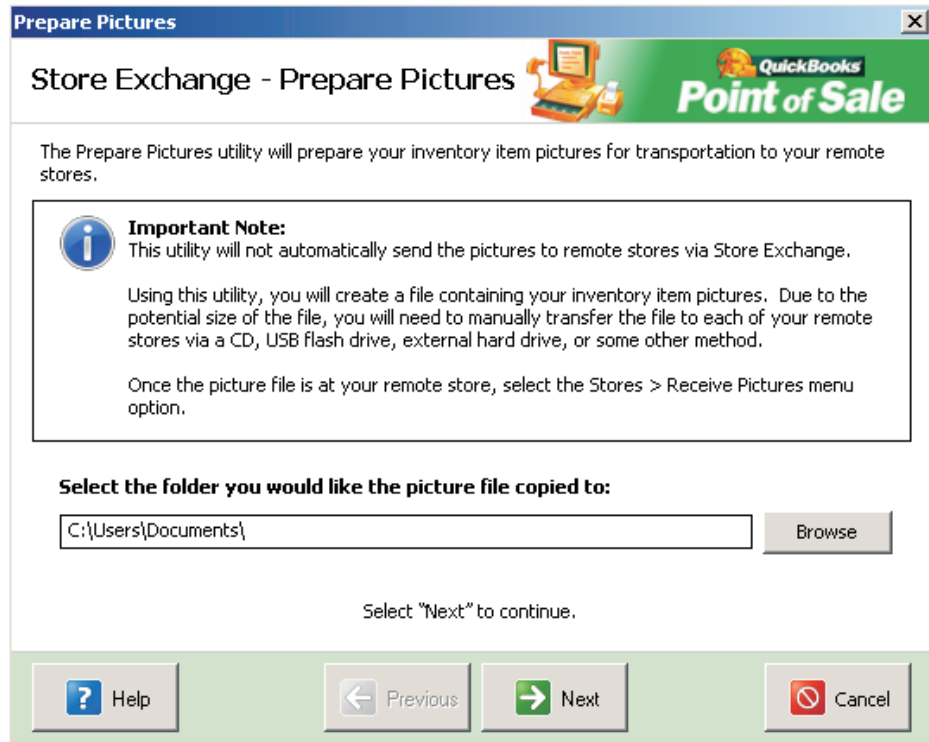 Prepare Pictures
Store Exchange - Prepare Pictures
QuickBooks
Point of Sale
The Prepare Pictures utility will prepare your inventory item pictures for transportation to your remote
stores.
Important Note:
This utility will not automatically send the pictures to remote stores via Store Exchange.
Using this utility, you will create a file containing your inventory item pictures.  Due to the
potential size of the file, you will need to manually transfer the file to each of your remote
stores via a CD, USB flash drive, external hard drive, or some other method.
Once the picture file is at your remote store, select the Stores > Receive Pictures menu
option.
Select the folder you would like the picture file copied to:
C:\Users\Documents\
Browse
Select "Next" to continue.
Help
Previous
Next
Cancel